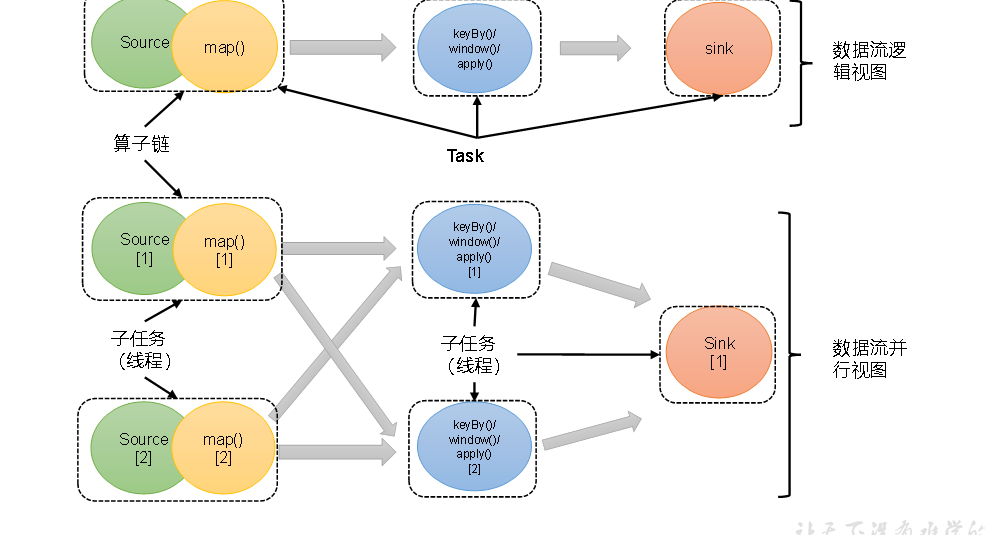 Source
map()
keyBy()/
window()/
apply()
sink
数据流逻
辑视图
算子链
Task
Source
[1]
map()
[1]
keyBy()/
window()/
apply()
[1]
子任务
（线程）
子任务
（线程）
Sink
[1]
数据流并
行视图
Source
[2]
map()
[2]
keyBy()/
window()/
apply()
[2]